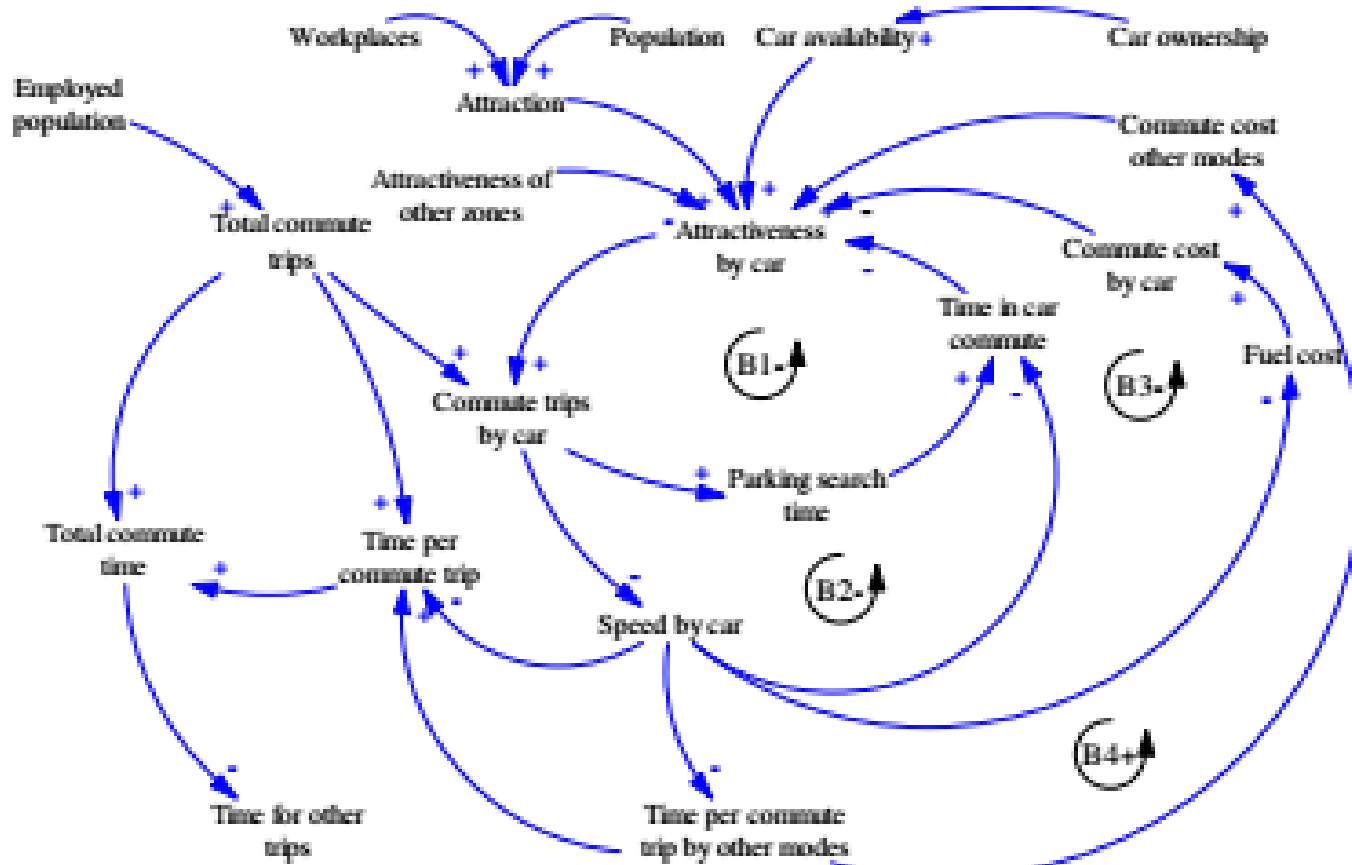 Workplaces
Population
Car availability
Car ownership
Employed
population
Attraction
Commute cost
other modes
Attractiveness of
other zones
Total commute
trips
Attractiveness
by car
Commute cost
by car
Time in car
commute
Fuel cost
B1-
B3-
Commute trips
by car
Parking search
time
Total commute
time
Time per
commute trip
B2-
Speed by car
B4+
Time for other
trips
Time per commute
trip by other modes